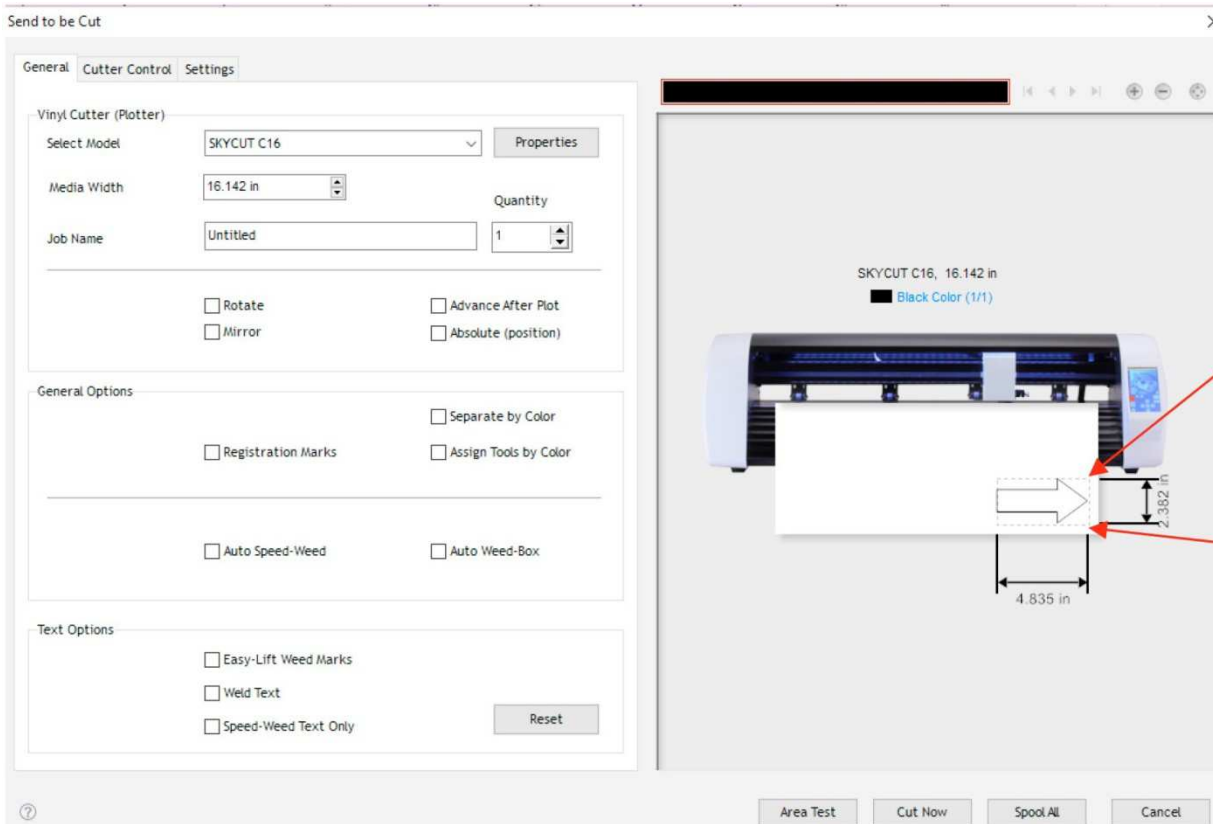 Send to be Cut
General
Cutter Control
Settings
Vinyl Cutter (Plotter)
Select Model
SKYCUT C16
Properties
Media Width
16.142 in
Quantity
Job Name
Untitled
1
Rotate
Advance After Plot
Mirror
Absolute (position)
General Options
Separate by Color
Registration Marks
Assign Tools by Color
Auto Speed-Weed
Auto Weed-Box
Text Options
Easy-Lift Weed Marks
Weld Text
Speed-Weed Text Only
Reset
SKYCUT C16, 16.142 in
Black Color (1/1)
2.382 in
4.835 in
Area Test
Cut Now
Spool All
Cancel